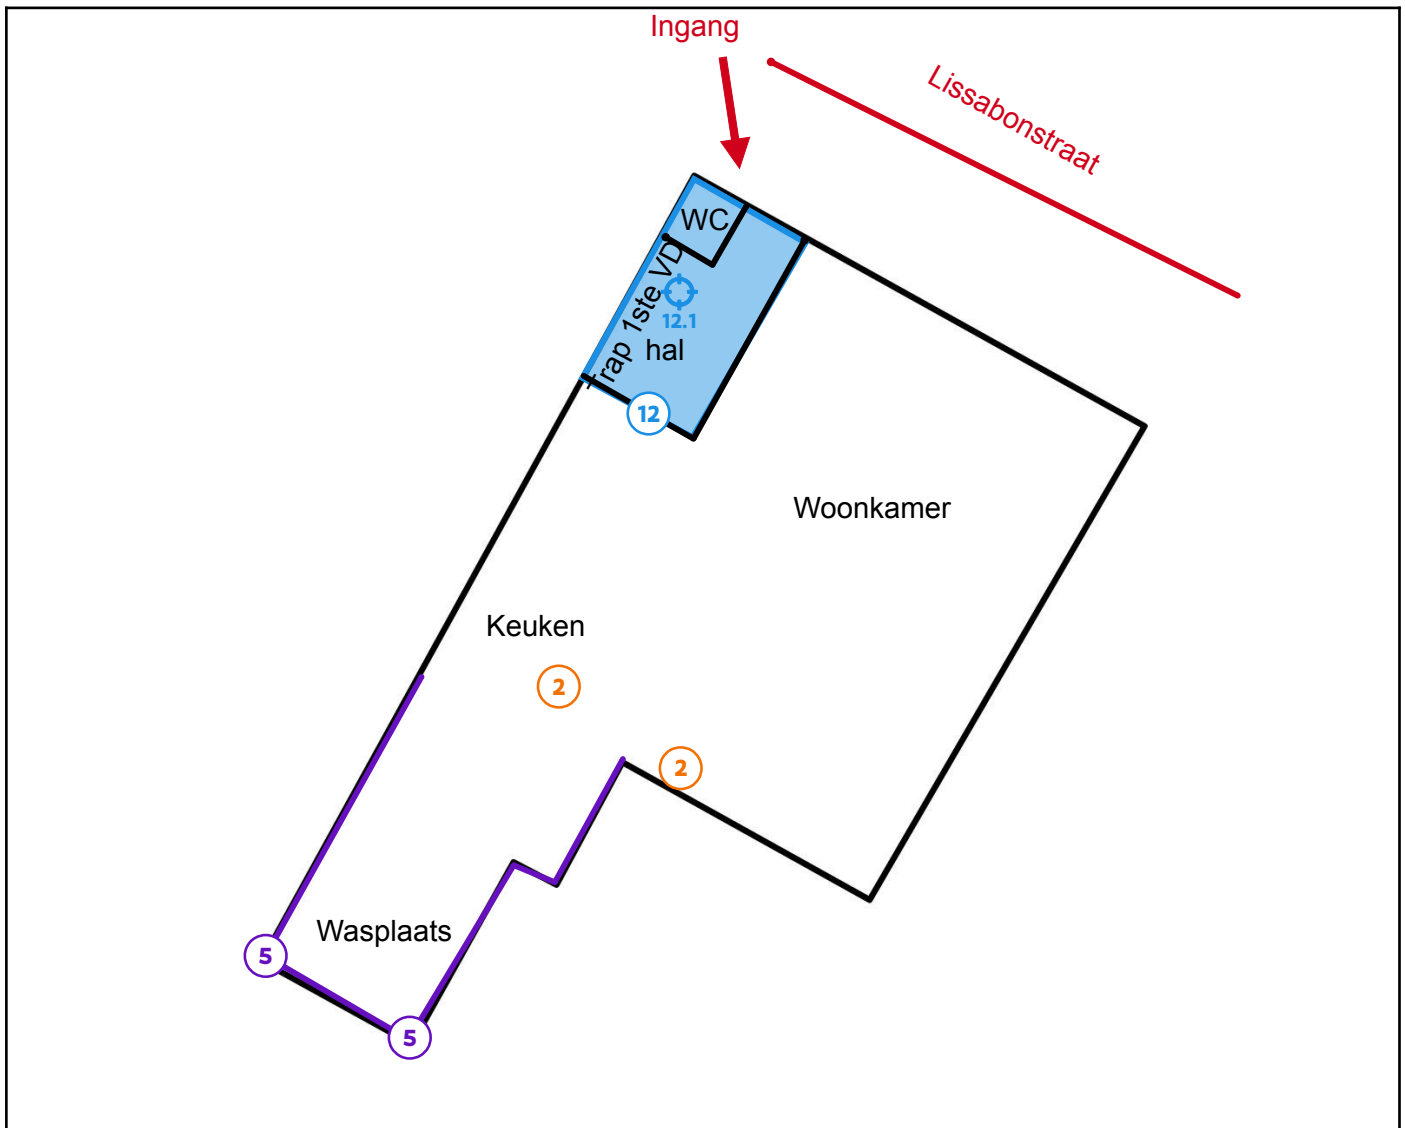 Ingang
Lissabonstraat
WC
Trap 1ste VD
12.1
hal
12
Woonkamer
Keuken
2
2
Wasplaats
5
5